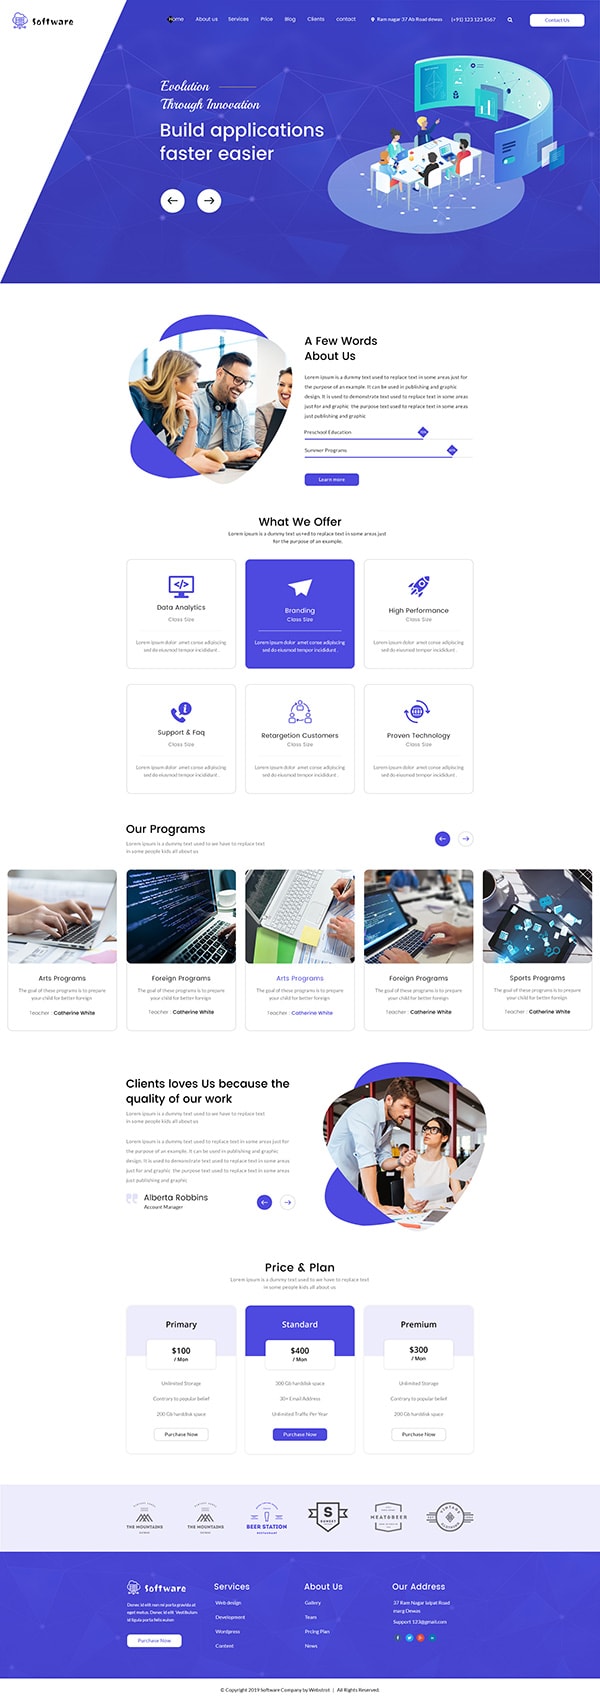 Software
Home About us Services Price Blog Clients contact
Ram nagar 37 Ab Road dewas
(+91) 123 123 4567
Contact Us
Evolution
Through Innovation
Build applications
faster easier
A Few Words
About Us
Lorem ipsum is a dummy text used to replace text in some areas just for
the purpose of an example. It can be used in publishing and graphic
design. It is used to demonstrate text used to replace text in some areas
just for and graphic the purpose text used to replace text in some areas
just publishing and graphic
Preschool Education
Summer Programs
Learn more
What We Offer
Lorem ipsum is a dummy text used to replace text in some areas just
for the purpose of an example.
Data Analytics
Class Size
Lorem ipsum dolor amet conse adipiscing
sed do eiusmod tempor incididunt .
Branding
Class Size
Lorem ipsum dolor amet conse adipiscing
sed do eiusmod tempor incididunt .
High Performance
Class Size
Lorem ipsum dolor amet conse adipiscing
sed do eiusmod tempor incididunt .
Support & Faq
Class Size
Lorem ipsum dolor amet conse adipiscing
sed do eiusmod tempor incididunt .
Retargetion Customers
Class Size
Lorem ipsum dolor amet conse adipiscing
sed do eiusmod tempor incididunt .
Proven Technology
Class Size
Lorem ipsum dolor amet conse adipiscing
sed do eiusmod tempor incididunt .
Our Programs
Lorem ipsum is a dummy text used to we have to replace text
in some people kids all about us
Arts Programs
The goal of these programs is to prepare
your child for better foreign
Teacher : Catherine White
Foreign Programs
The goal of these programs is to prepare
your child for better foreign
Teacher : Catherine White
Arts Programs
The goal of these programs is to prepare
your child for better foreign
Teacher : Catherine White
Foreign Programs
The goal of these programs is to prepare
your child for better foreign
Teacher : Catherine White
Sports Programs
The goal of these programs is to prepare
your child for better foreign
Teacher : Catherine White
Clients loves Us because the
quality of our work
Lorem ipsum is a dummy text used to we have to replace text
in some people kids all about us
Lorem ipsum is a dummy text used to replace text in some areas just
for the purpose of an example. It can be used in publishing and graphic
design. It is used to demonstrate text used to replace text in some areas
just for and graphic the purpose text used to replace text in some areas
just publishing and graphic
Alberta Robbins
Account Manager
Price & Plan
Lorem ipsum is a dummy text used to we have to replace text
in some people kids all about us
Primary
$100
/ Mon
Unlimited Storage
Contrary to popular belief
200 Gb harddisk space
Purchase Now
Standard
$400
/ Mon
300 Gb harddisk space
30+ Email Address
Unlimited Traffic Per Year
Purchase Now
Premium
$300
/ Mon
Unlimited Storage
Contrary to popular belief
200 Gb harddisk space
Purchase Now
THE MOUNTAINS
THE MOUNTAINS
BEER STATION
RESTAURANT
S
SUNSET
MEAT&BEER
VINTAGE
Software
Donec id elit non mi porta gravida at
eget metus. Donec id elit Vestibulum
id ligula porta felis euism
Purchase Now
Services
Web design
Development
Wordpress
Content
About Us
Gallery
Team
Prcing Plan
News
Our Address
37 Ram Nagar Jaipat Road
marg Dewas
Support 123@gmail.com
© Copyright 2019 Software Company by Webstrot | All Rights Reserved.